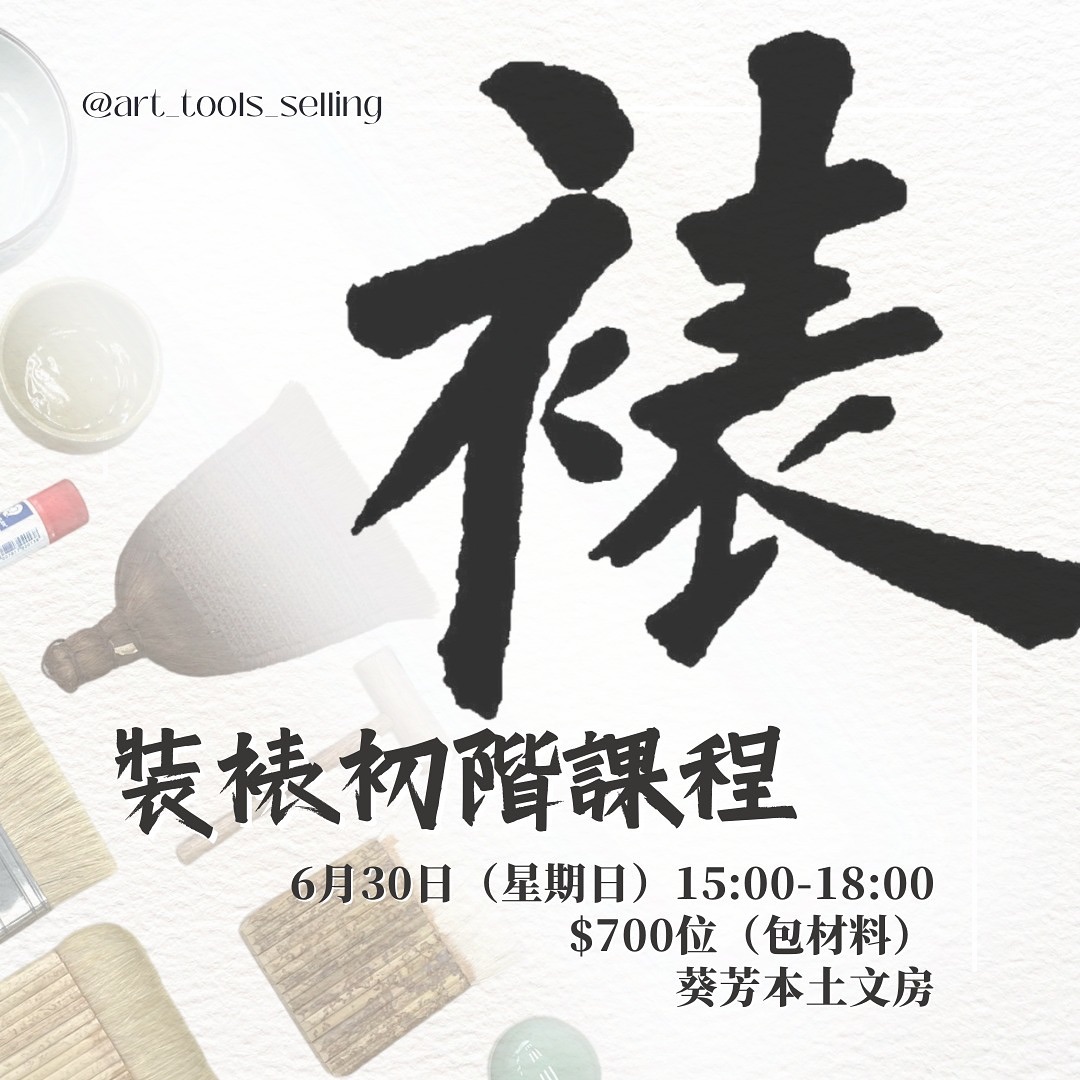 @art_tools_selling
裱
裝裱初階課程
6月30日（星期日）15:00-18:00
$700位（包材料）
葵芳本土文房